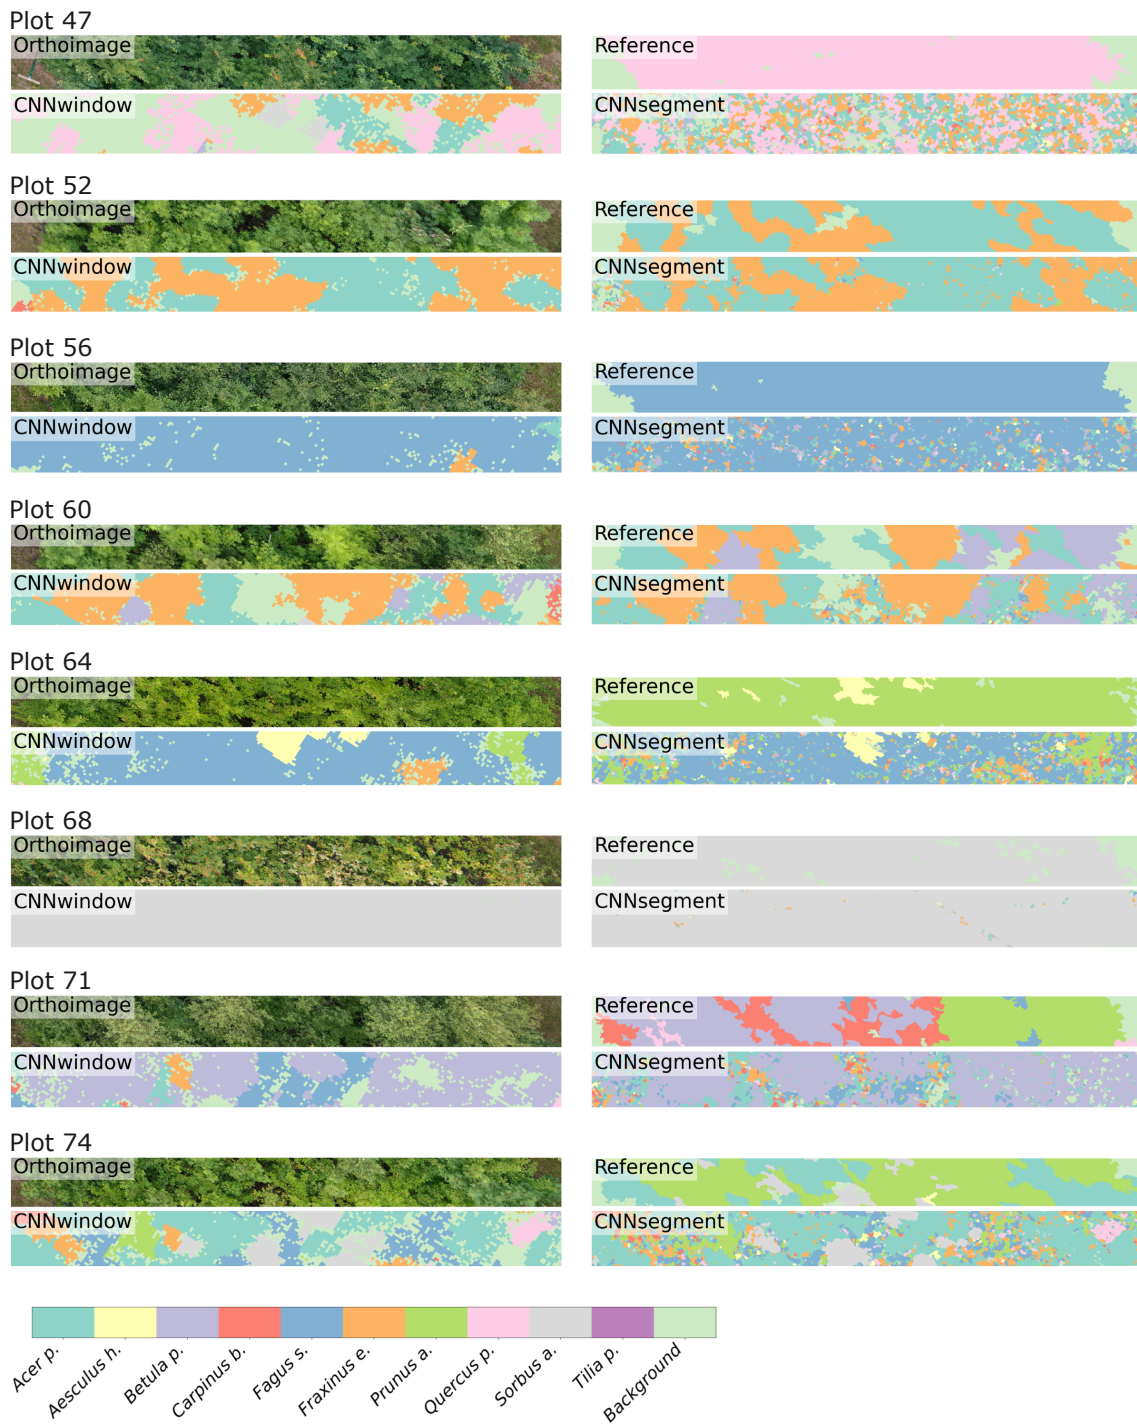 Plot 47
Orthoimage
Reference
CNNwindow
CNNsegment
Plot 52
Orthoimage
Reference
CNNwindow
CNNsegment
Plot 56
Orthoimage
Reference
CNNwindow
CNNsegment
Plot 60
Orthoimage
Reference
CNNwindow
CNNsegment
Plot 64
Orthoimage
Reference
CNNwindow
CNNsegment
Plot 68
Orthoimage
Reference
CNNwindow
CNNsegment
Plot 71
Orthoimage
Reference
CNNwindow
CNNsegment
Plot 74
Orthoimage
Reference
CNNwindow
CNNsegment
Acer p.
Aesculus h.
Betula p.
Carpinus b.
Fagus s.
Fraxinus e.
Prunus a.
Quercus p.
Sorbus a.
Tilia p.
Background